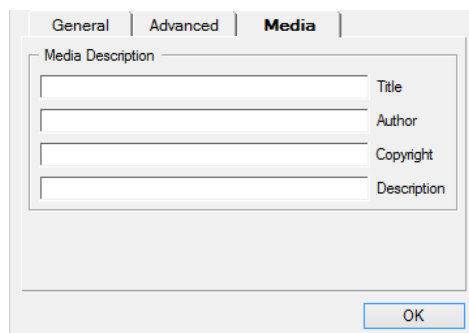 General Advanced Media
Media Description
Title
Author
Copyright
Description
OK